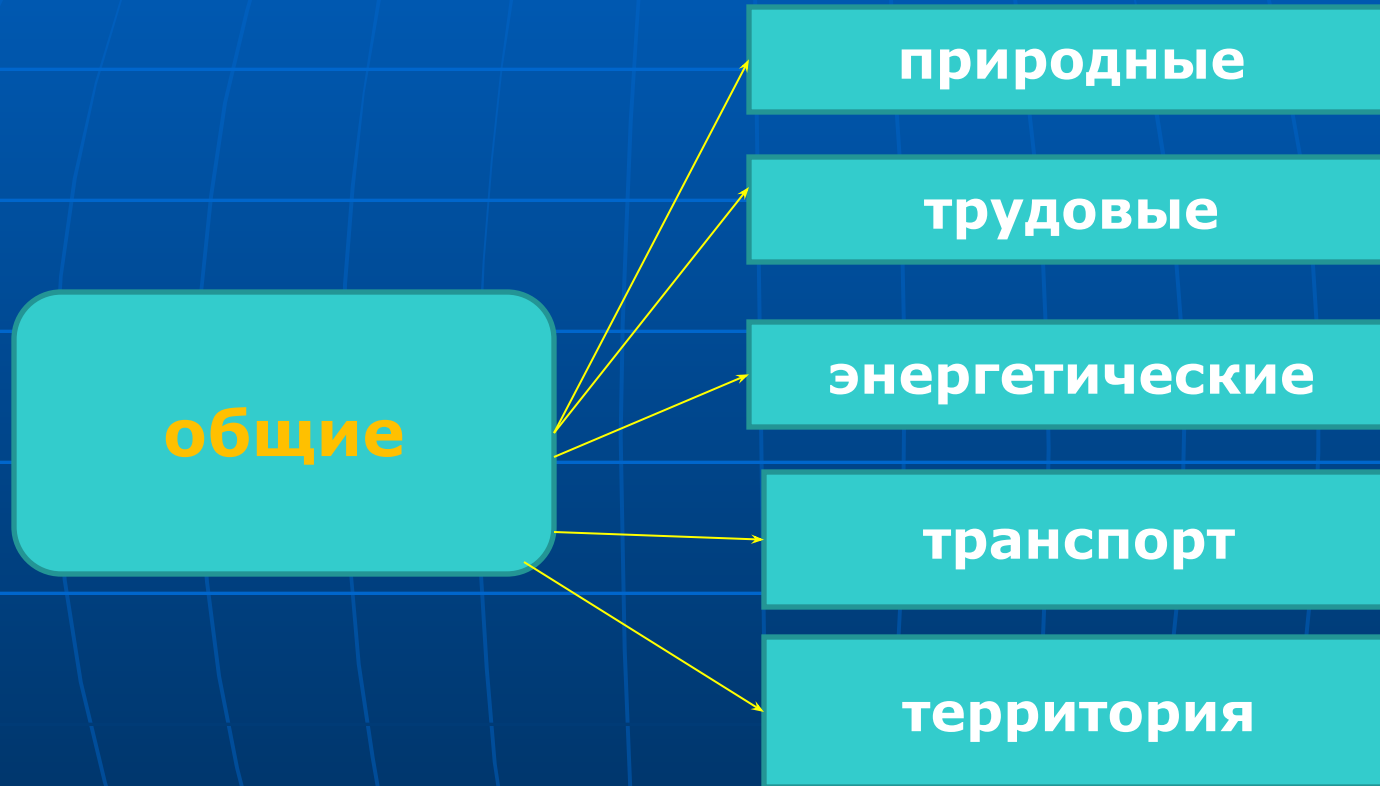 природные
трудовые
энергетические
общие
транспорт
территория